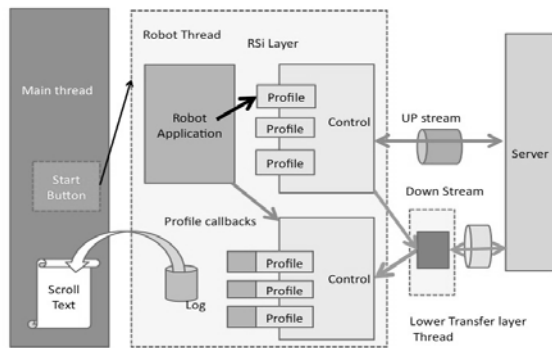 Robot Thread
RSi Layer
Main thread
Robot
Application
Profile
Profile
Profile
Control
UP stream
Server
Start
Button
Down Stream
Profile callbacks
Profile
Profile
Profile
Control
Scroll
Text
Log
Lower Transfer layer
Thread